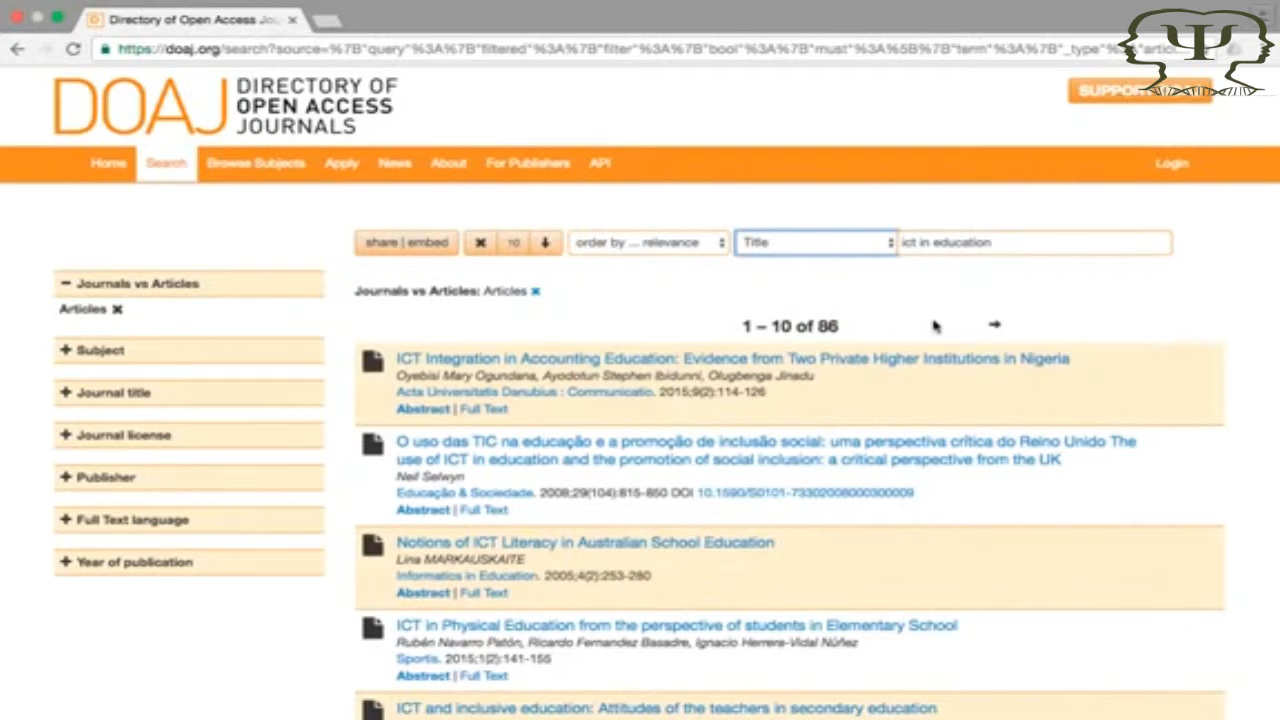 Directory of Open Access Jou
https://doaj.org/search?source=%7B"query"%3A%7B"filtered"%3A%7B"filter"%3A%7B"bool"%3A%7B"must"%3A%5B%7B"term"%3A%7B"_type"%
DOAJ
DIRECTORY OF
OPEN ACCESS
JOURNALS
Ψ
Home Search Browse Subjects Apply News About For Publishers API Login
share | embed 10 order by ... relevance Title ict in education
Journals vs Articles
Articles
Subject
Journal title
Journal license
Publisher
Full Text language
Year of publication
Journals vs Articles: Articles
1 – 10 of 86
ICT Integration in Accounting Education: Evidence from Two Private Higher Institutions in Nigeria
Oyebisi Mary Ogundana, Ayodotun Stephen Ibidunni, Olugbenga Jinadu
Acta Universitatis Danubius : Communicatio. 2015;9(2):114-126
Abstract | Full Text
O uso das TIC na educação e a promoção de inclusão social: uma perspectiva crítica do Reino Unido The
use of ICT in education and the promotion of social inclusion: a critical perspective from the UK
Neil Selwyn
Educação & Sociedade. 2008;29(104):815-850 DOI 10.1590/S0101-73302008000300009
Abstract | Full Text
Notions of ICT Literacy in Australian School Education
Lina MARKAUSKAITE
Informatics in Education. 2005;4(2):253-280
Abstract | Full Text
ICT in Physical Education from the perspective of students in Elementary School
Rubén Navarro Patón, Ricardo Fernandez Basadre, Ignacio Herrera-Vidal Núñez
Sportis. 2015;1(2):141-155
Abstract | Full Text
ICT and inclusive education: Attitudes of the teachers in secondary education